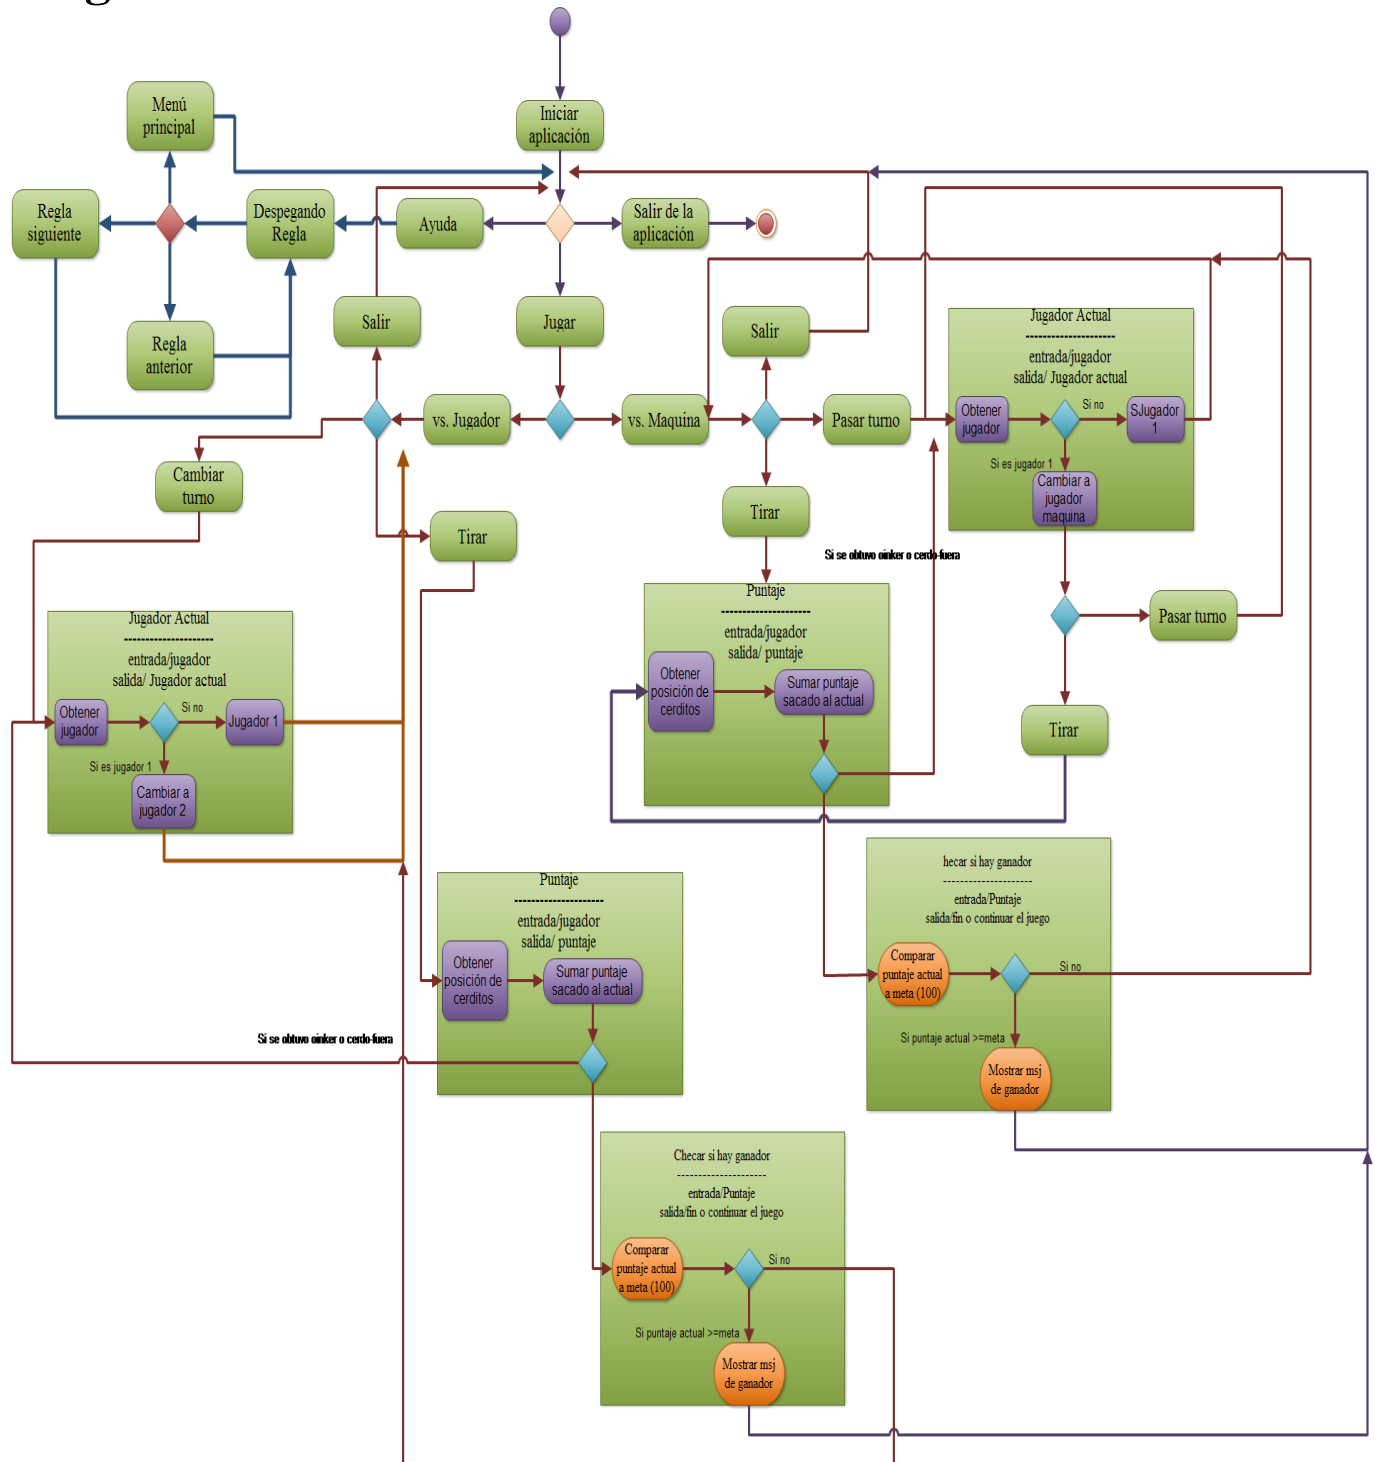 Iniciar
aplicación
Menú
principal
Regla
siguiente
Despegando
Regla
Ayuda
Salir de la
aplicación
Regla
anterior
Salir
Jugar
Salir
vs. Jugador
vs. Maquina
Pasar turno
Jugador Actual
----------------------
entrada/jugador
salida/ Jugador actual
Obtener
jugador
Si no
SJugador
1
Si es jugador 1
Cambiar a
jugador
maquina
Cambiar
turno
Tirar
Tirar
Si se obtuvo oinker o cerdo-fuera
Pasar turno
Tirar
Puntaje
----------------------
entrada/jugador
salida/ puntaje
Obtener
posición de
cerditos
Sumar puntaje
sacado al actual
Jugador Actual
----------------------
entrada/jugador
salida/ Jugador actual
Obtener
jugador
Si no
Jugador 1
Si es jugador 1
Cambiar a
jugador 2
Puntaje
----------------------
entrada/jugador
salida/ puntaje
Obtener
posición de
cerditos
Sumar puntaje
sacado al actual
Si se obtuvo oinker o cerdo-fuera
hecar si hay ganador
----------------------
entrada/Puntaje
salida/fin o continuar el juego
Comparar
puntaje actual
a meta (100)
Si no
Si puntaje actual >=meta
Mostrar msj
de ganador
Checar si hay ganador
----------------------
entrada/Puntaje
salida/fin o continuar el juego
Comparar
puntaje actual
a meta (100)
Si no
Si puntaje actual >=meta
Mostrar msj
de ganador